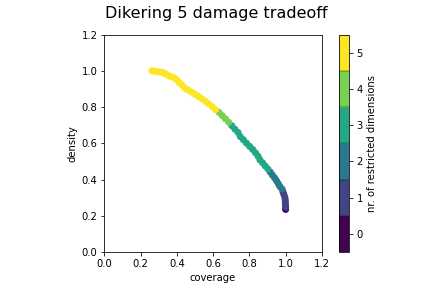 Dikering 5 damage tradeoff
1.2
1.0
0.8
0.6
0.4
0.2
0.0
density
0.0 0.2 0.4 0.6 0.8 1.0 1.2
coverage
5
4
3
2
1
0
nr. of restricted dimensions